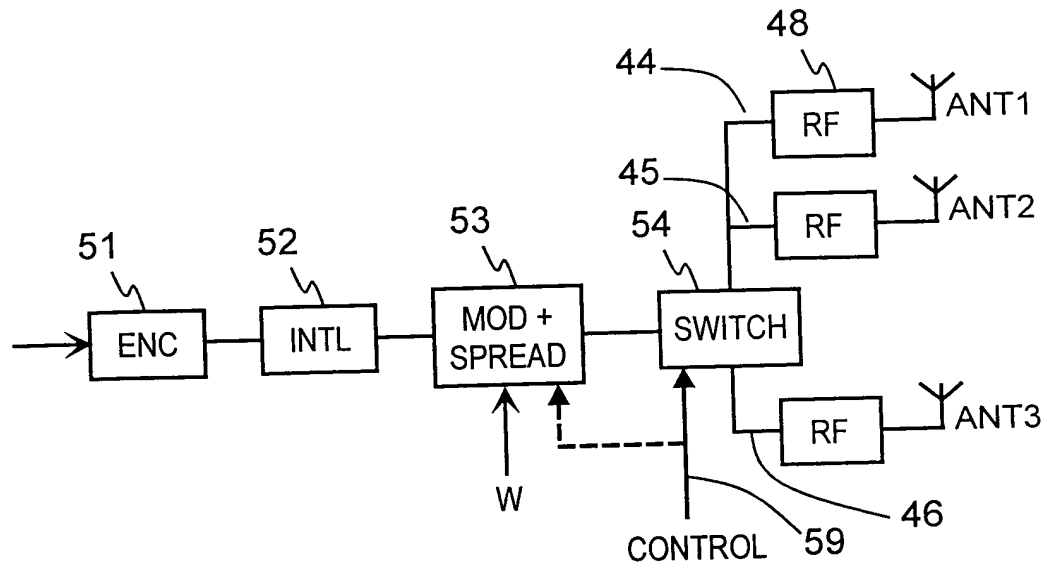 48
44
RF
ANT1
45
RF
ANT2
54
53
52
51
ENC
INTL
MOD +
SPREAD
SWITCH
RF
ANT3
W
46
59
CONTROL